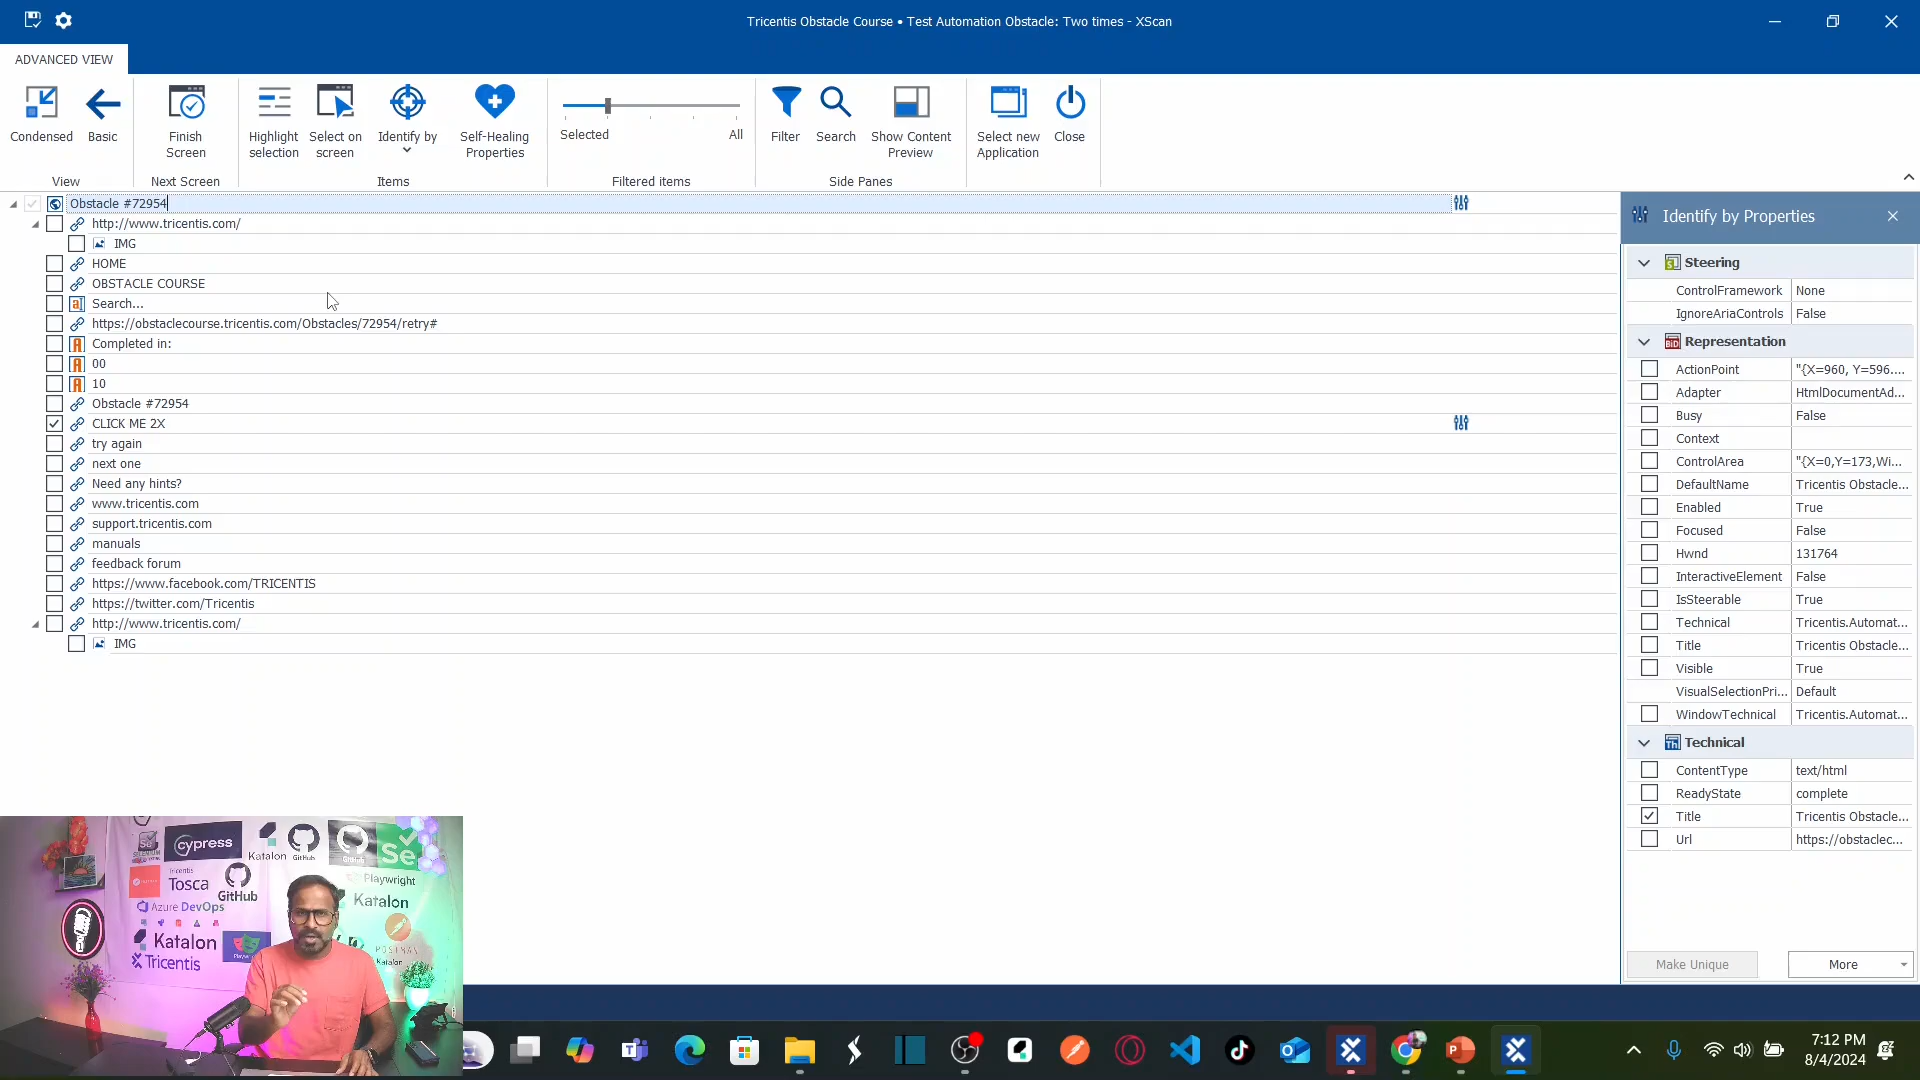 Tricentis Obstacle Course • Test Automation Obstacle: Two times - XScan
ADVANCED VIEW
Condensed
Basic
Finish Screen
Highlight selection
Select on screen
Identify by
Self-Healing Properties
Selected
All
Filter
Search
Show Content Preview
Select new Application
Close
View
Next Screen
Items
Filtered items
Side Panes
Obstacle #72954
http://www.tricentis.com/
IMG
HOME
OBSTACLE COURSE
Search...
https://obstaclecourse.tricentis.com/Obstacles/72954/retry#
Completed in:
00
10
Obstacle #72954
CLICK ME 2X
try again
next one
Need any hints?
www.tricentis.com
support.tricentis.com
manuals
feedback forum
https://www.facebook.com/TRICENTIS
https://twitter.com/Tricentis
http://www.tricentis.com/
IMG
Identify by Properties
Steering
ControlFramework None
IgnoreAriaControls False
Representation
ActionPoint "{X=960, Y=596....
Adapter HtmlDocumentAd...
Busy False
Context
ControlArea "{X=0,Y=173,Wi...
DefaultName Tricentis Obstacle...
Enabled True
Focused False
Hwnd 131764
InteractiveElement False
IsSteerable True
Technical Tricentis.Automat...
Title Tricentis Obstacle...
Visible True
VisualSelectionPri... Default
WindowTechnical Tricentis.Automat...
Technical
ContentType text/html
ReadyState complete
Title Tricentis Obstacle...
Url https://obstaclec...
Make Unique
More
cypress
Katalon
GitHub
Se
Tricentis
Tosca
GitHub
Playwright
Katalon
Azure DevOps
Katalon
Tricentis
POSTMAN
Katalon
7:12 PM
8/4/2024